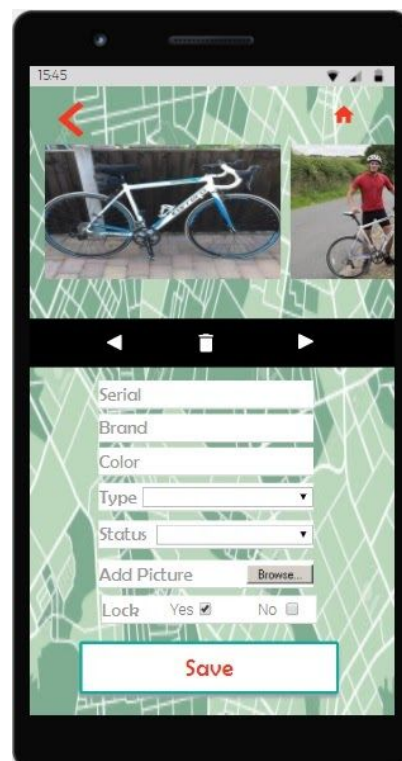 15:45
Serial
Brand
Color
Type
Status
Add Picture Browse...
Lock Yes No
Save